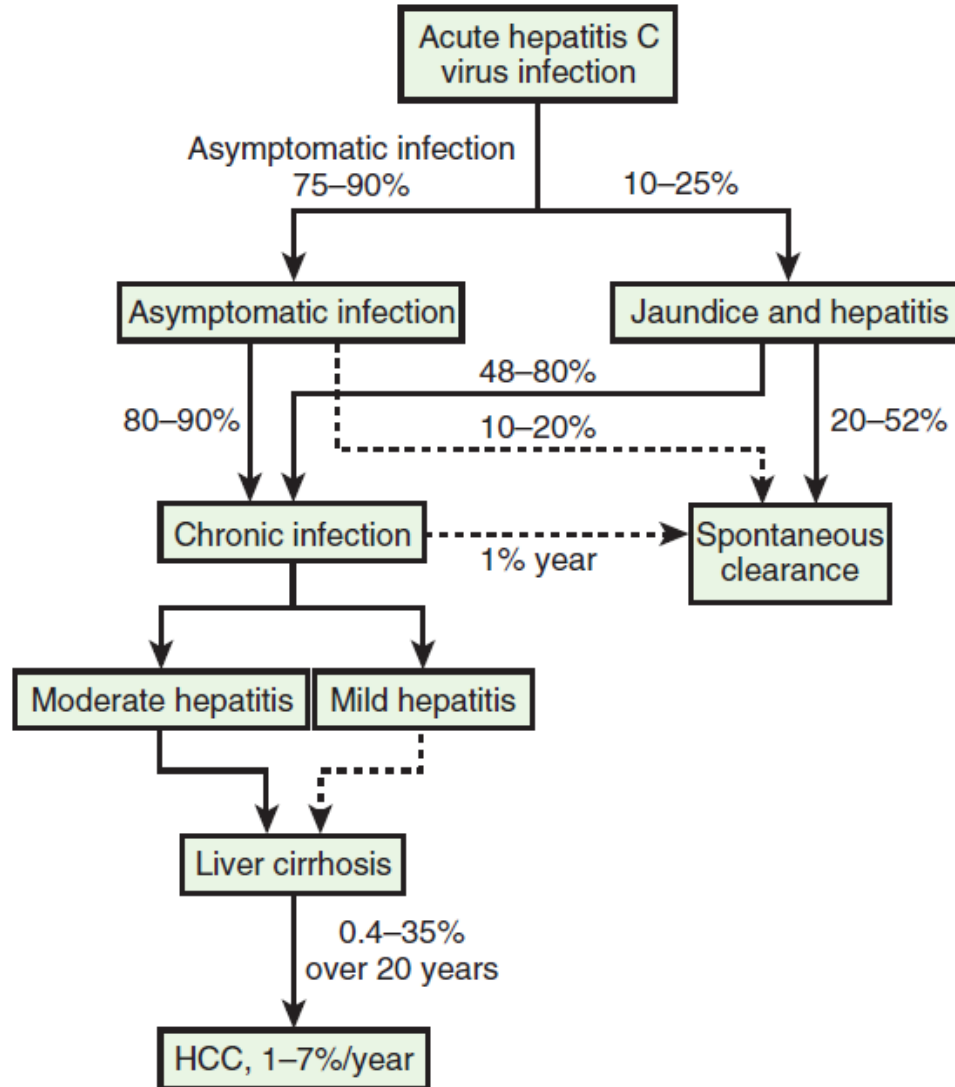 Acute hepatitis C
virus infection
Asymptomatic infection
75–90%
10–25%
Asymptomatic infection
Jaundice and hepatitis
48–80%
80–90%
10–20%
20–52%
Chronic infection
1% year
Spontaneous
clearance
Moderate hepatitis
Mild hepatitis
Liver cirrhosis
0.4–35%
over 20 years
HCC, 1–7%/year